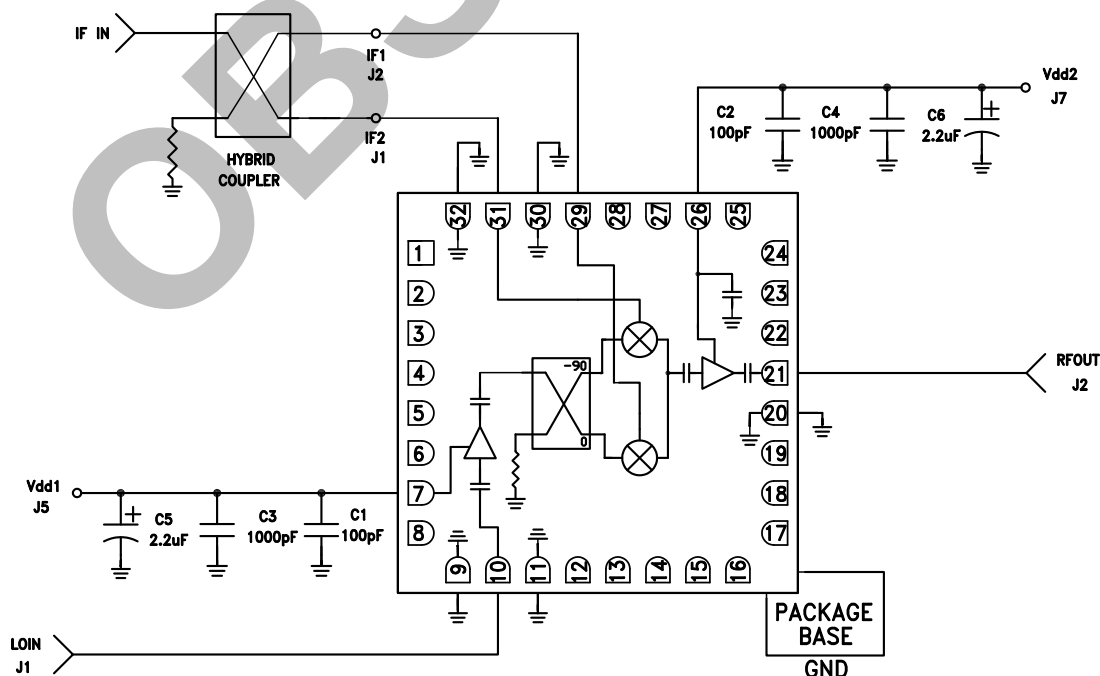 OBS
IF IN
IF1
J2
IF2
J1
HYBRID
COUPLER
Vdd2
J7
C2
100pF
C4
1000pF
C6
+
2.2uF
32
31
30
29
28
27
26
25
1
2
3
4
5
6
7
8
24
23
22
21
20
19
18
17
-90
0
RFOUT
J2
Vdd1
J5
+
C5
2.2uF
C3
1000pF
C1
100pF
9
10
11
12
13
14
15
16
LOIN
J1
PACKAGE
BASE
GND